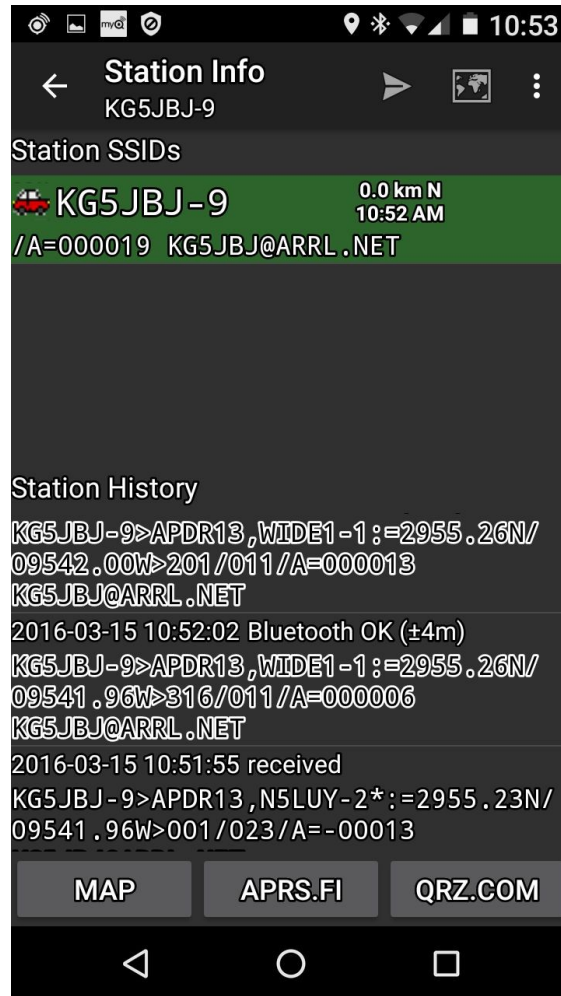 myQ
10:53
Station Info
KG5JBJ-9
Station SSIDs
KG5JBJ-9
0.0 km N
10:52 AM
/A=000019 KG5JBJ@ARRL.NET
Station History
KG5JBJ-9>APDR13,WIDE1-1:=2955.26N/
09542.00W>201/011/A=000013
KG5JBJ@ARRL.NET
2016-03-15 10:52:02 Bluetooth OK (±4m)
KG5JBJ-9>APDR13,WIDE1-1:=2955.26N/
09541.96W>316/011/A=000006
KG5JBJ@ARRL.NET
2016-03-15 10:51:55 received
KG5JBJ-9>APDR13,N5LUY-2*:=2955.23N/
09541.96W>001/023/A=-00013
MAP
APRS.FI
QRZ.COM